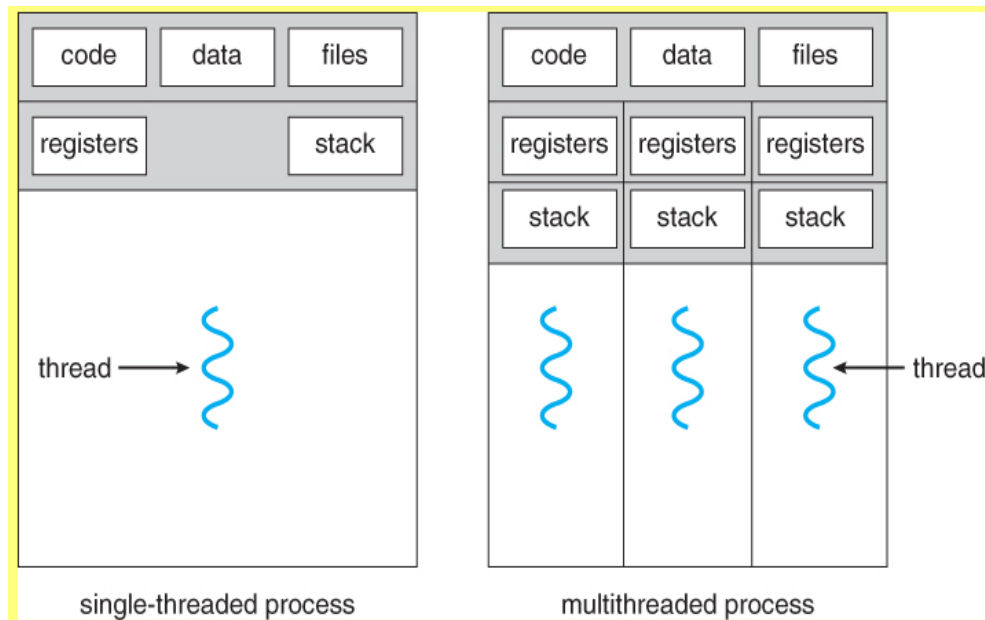 code data files code data files
registers stack registers registers registers
stack stack stack
thread thread
single-threaded process multithreaded process